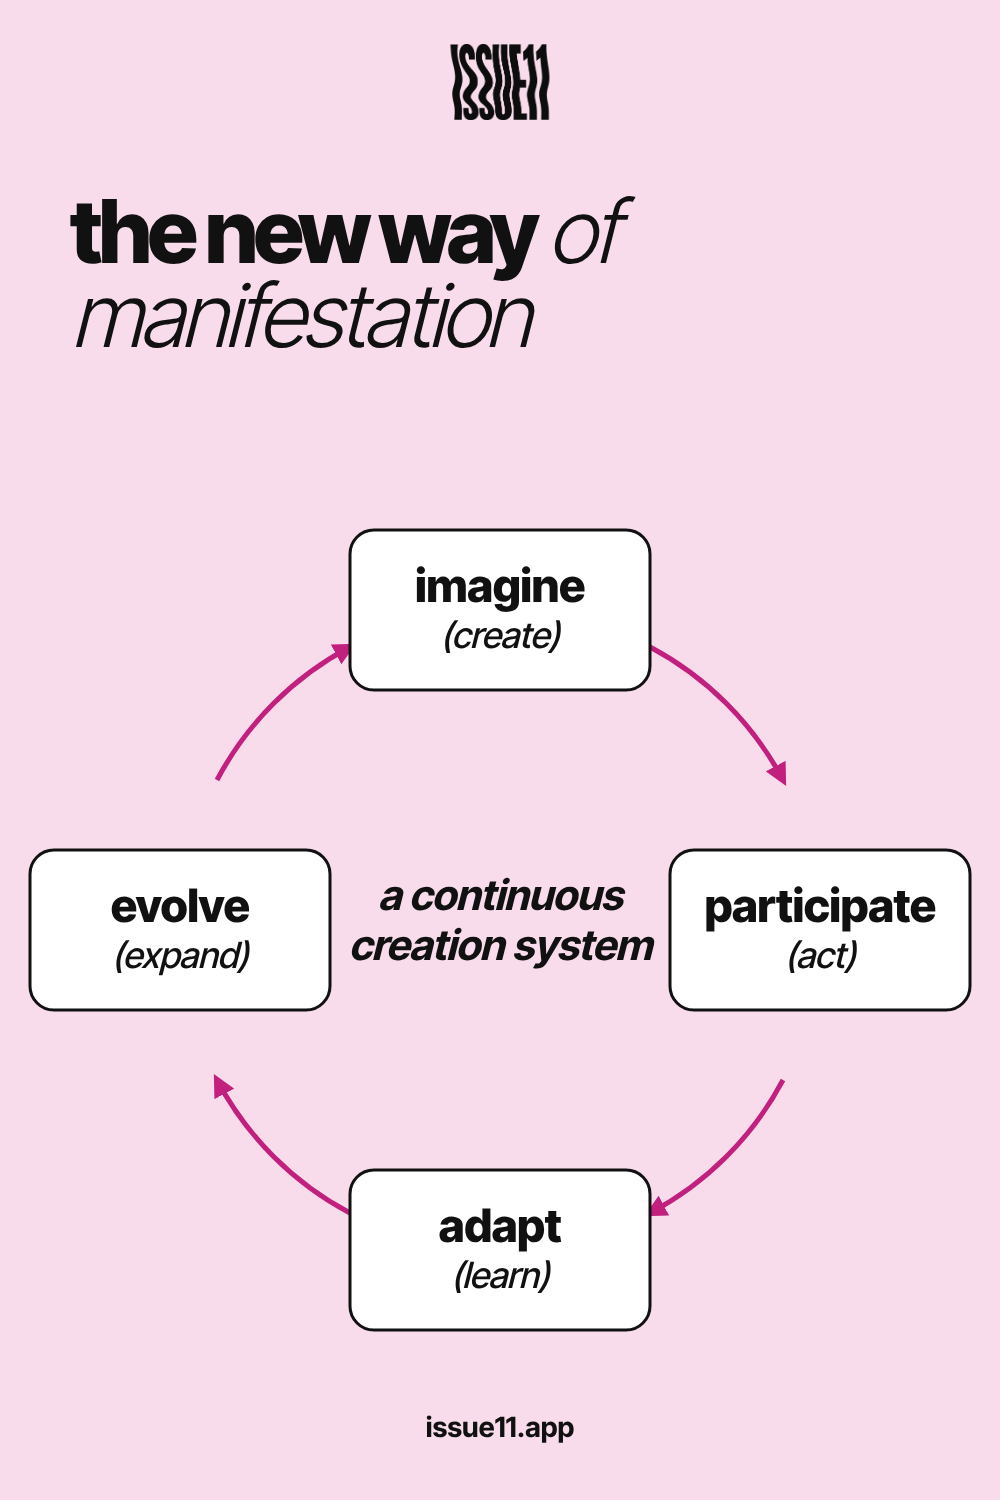 ISSUE11
the new way of
manifestation
imagine
(create)
evolve
(expand)
a continuous
creation system
participate
(act)
adapt
(learn)
issue11.app